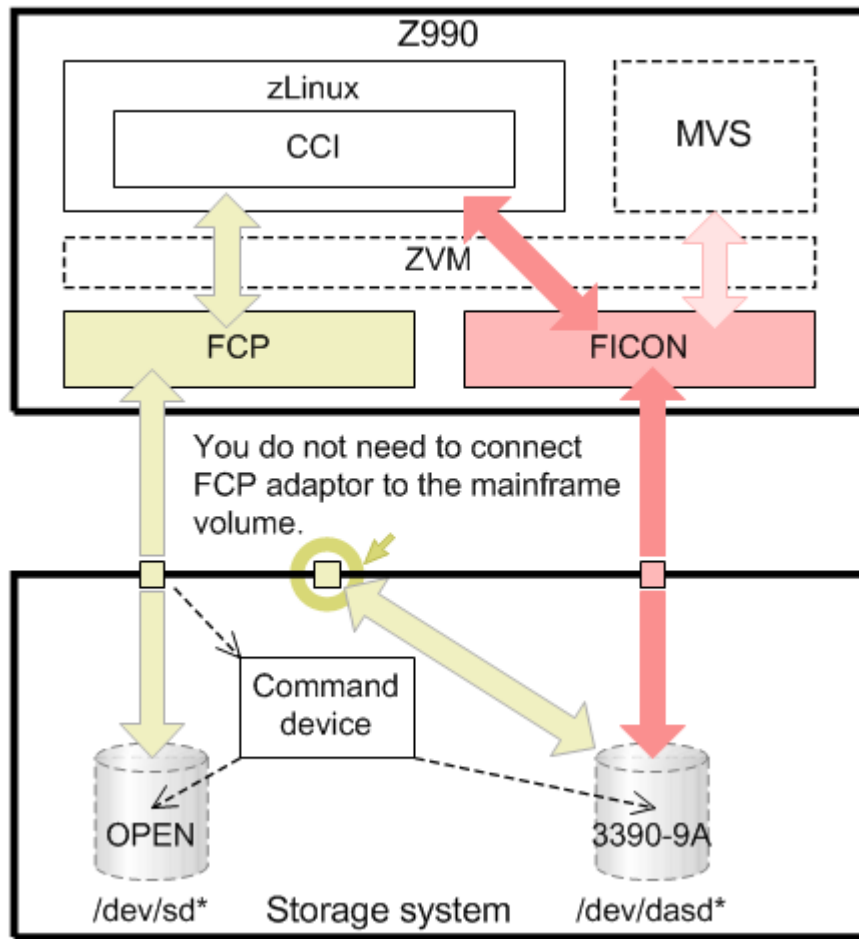 Z990
zLinux
CCI
MVS
ZVM
FCP
FICON
You do not need to connect
FCP adaptor to the mainframe
volume.
Command
device
OPEN
3390-9A
/dev/sd*
Storage system
/dev/dasd*